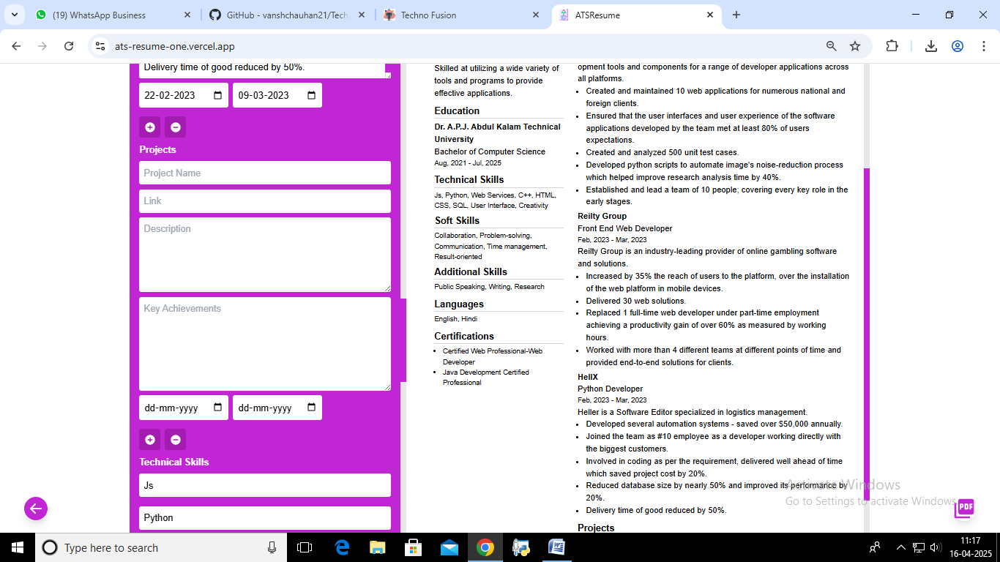 (19) WhatsApp Business
GitHub - vanshchauhan21/Tech
Techno Fusion
ATSResume
ats-resume-one.vercel.app
Delivery time of good reduced by 50%.
22-02-2023
09-03-2023
Projects
Project Name
Link
Description
Key Achievements
dd-mm-yyyy
dd-mm-yyyy
Technical Skills
Js
Python
Skilled at utilizing a wide variety of
tools and programs to provide
effective applications.
Education
Dr. A.P.J. Abdul Kalam Technical
University
Bachelor of Computer Science
Aug, 2021 - Jul, 2025
Technical Skills
Js, Python, Web Services, C++, HTML,
CSS, SQL, User Interface, Creativity
Soft Skills
Collaboration, Problem-solving,
Communication, Time management,
Result-oriented
Additional Skills
Public Speaking, Writing, Research
Languages
English, Hindi
Certifications
• Certified Web Professional-Web
Developer
• Java Development Certified
Professional
opment tools and components for a range of developer applications across
all platforms.
• Created and maintained 10 web applications for numerous national and
foreign clients.
• Ensured that the user interfaces and user experience of the software
applications developed by the team met at least 80% of users
expectations.
• Created and analyzed 500 unit test cases.
• Developed python scripts to automate image's noise-reduction process
which helped improve research analysis time by 40%.
• Established and lead a team of 10 people; covering every key role in the
early stages.
Reilty Group
Front End Web Developer
Feb, 2023 - Mar, 2023
Reilty Group is an industry-leading provider of online gambling software
and solutions.
• Increased by 35% the reach of users to the platform, over the installation
of the web platform in mobile devices.
• Delivered 30 web solutions.
• Replaced 1 full-time web developer under part-time employment
achieving a productivity gain of over 60% as measured by working
hours.
• Worked with more than 4 different teams at different points of time and
provided end-to-end solutions for clients.
HellX
Python Developer
Feb, 2023 - Mar, 2023
Heller is a Software Editor specialized in logistics management.
• Developed several automation systems - saved over $50,000 annually.
• Joined the team as #10 employee as a developer working directly with
the biggest customers.
• Involved in coding as per the requirement, delivered well ahead of time
which saved project cost by 20%.
• Reduced database size by nearly 50% and improved its performance by
20%.
• Delivery time of good reduced by 50%.
Projects
Activate Windows
Go to Settings to activate Windows.
PDF
Type here to search
11:17
16-04-2025